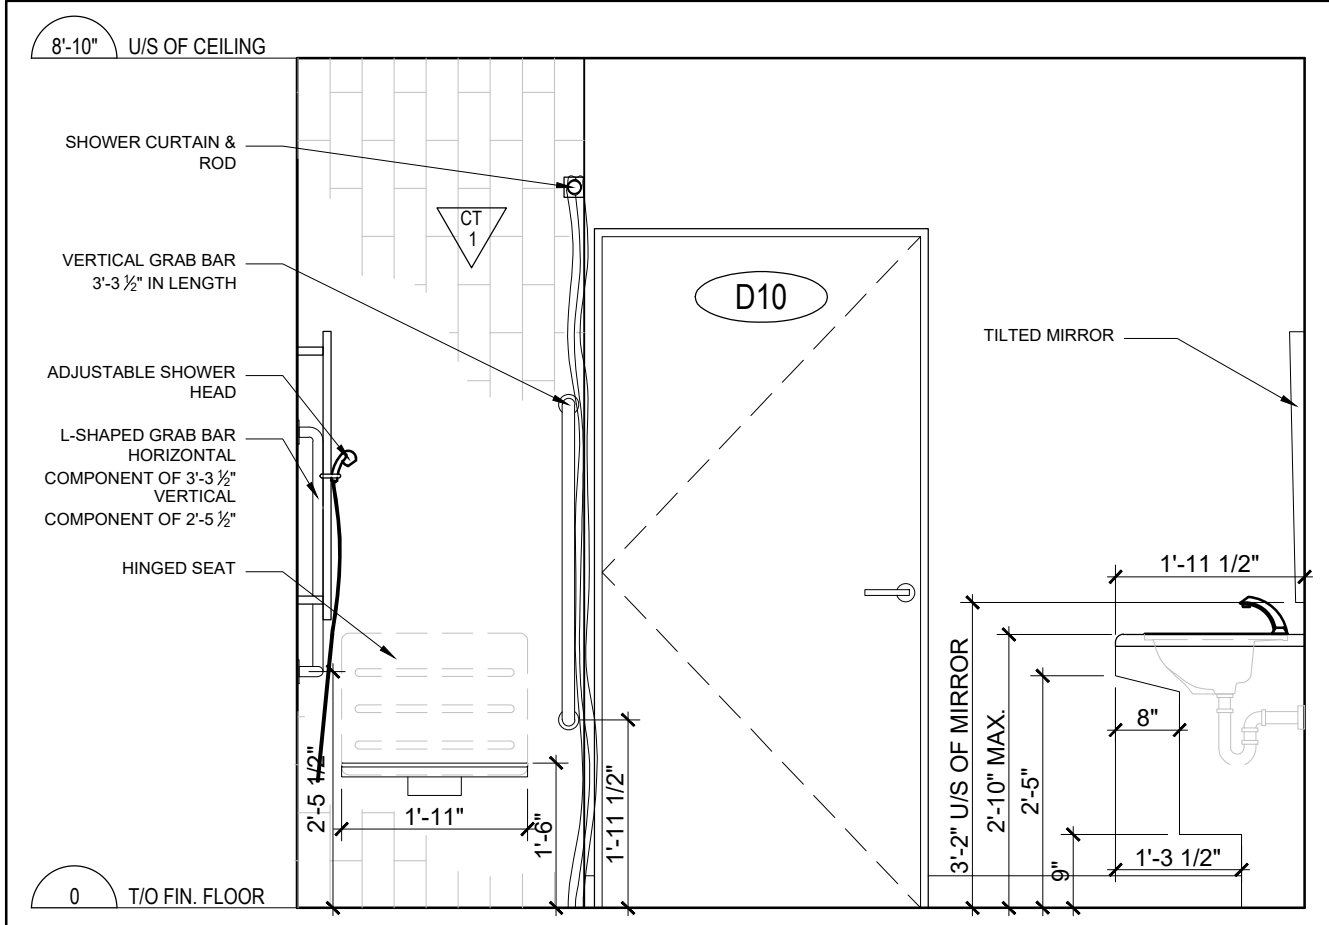 8'-10" U/S OF CEILING
SHOWER CURTAIN &
ROD
CT
1
VERTICAL GRAB BAR
3'-3 ½" IN LENGTH
D10
TILTED MIRROR
ADJUSTABLE SHOWER
HEAD
L-SHAPED GRAB BAR
HORIZONTAL
COMPONENT OF 3'-3 ½"
VERTICAL
COMPONENT OF 2'-5 ½"
HINGED SEAT
1'-11 1/2"
8"
2'-5 1/2"
1'-11"
1'-6"
1'-11 1/2"
3'-2" U/S OF MIRROR
2'-10" MAX.
2'-5"
9"
1'-3 1/2"
0 T/O FIN. FLOOR